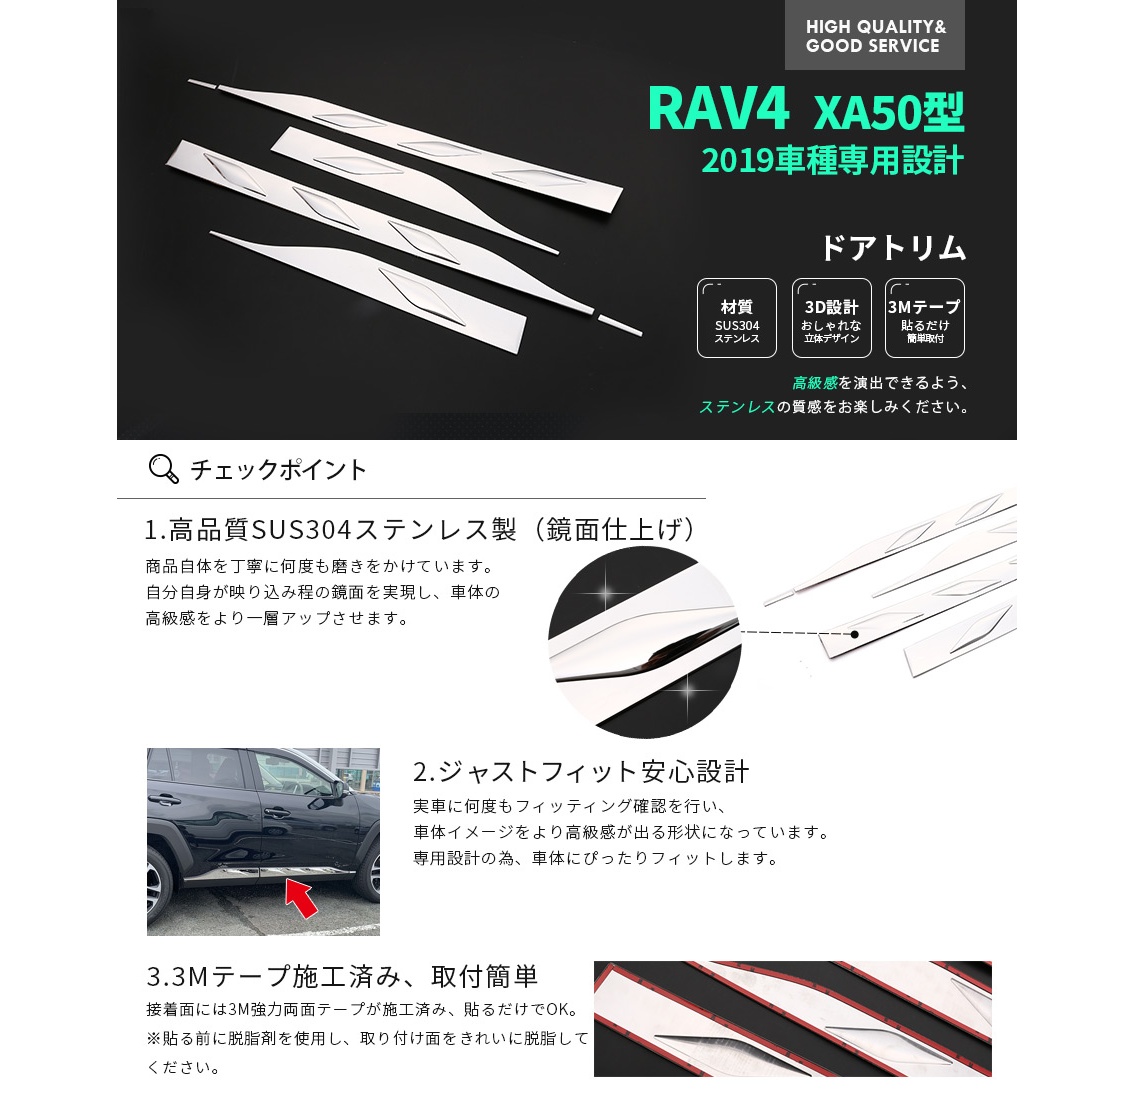 HIGH QUALITY&
GOOD SERVICE
RAV4 XA50型
2019車種専用設計
ドアトリム
材質
SUS304
ステンレス
3D設計
おしゃれな
立体デザイン
3Mテープ
貼るだけ
簡単取付
高級感を演出できるよう、
ステンレスの質感をお楽しみください。
チェックポイント
1.高品質SUS304ステンレス製（鏡面仕上げ）
商品自体を丁寧に何度も磨きをかけています。
自分自身が映り込み程の鏡面を実現し、車体の
高級感をより一層アップさせます。
2.ジャストフィット安心設計
実車に何度もフィッティング確認を行い、
車体イメージをより高級感が出る形状になっています。
専用設計の為、車体にぴったりフィットします。
3.3Mテープ施工済み、取付簡単
接着面には3M強力両面テープが施工済み、貼るだけでOK。
※貼る前に脱脂剤を使用し、取り付け面をきれいに脱脂して
ください。